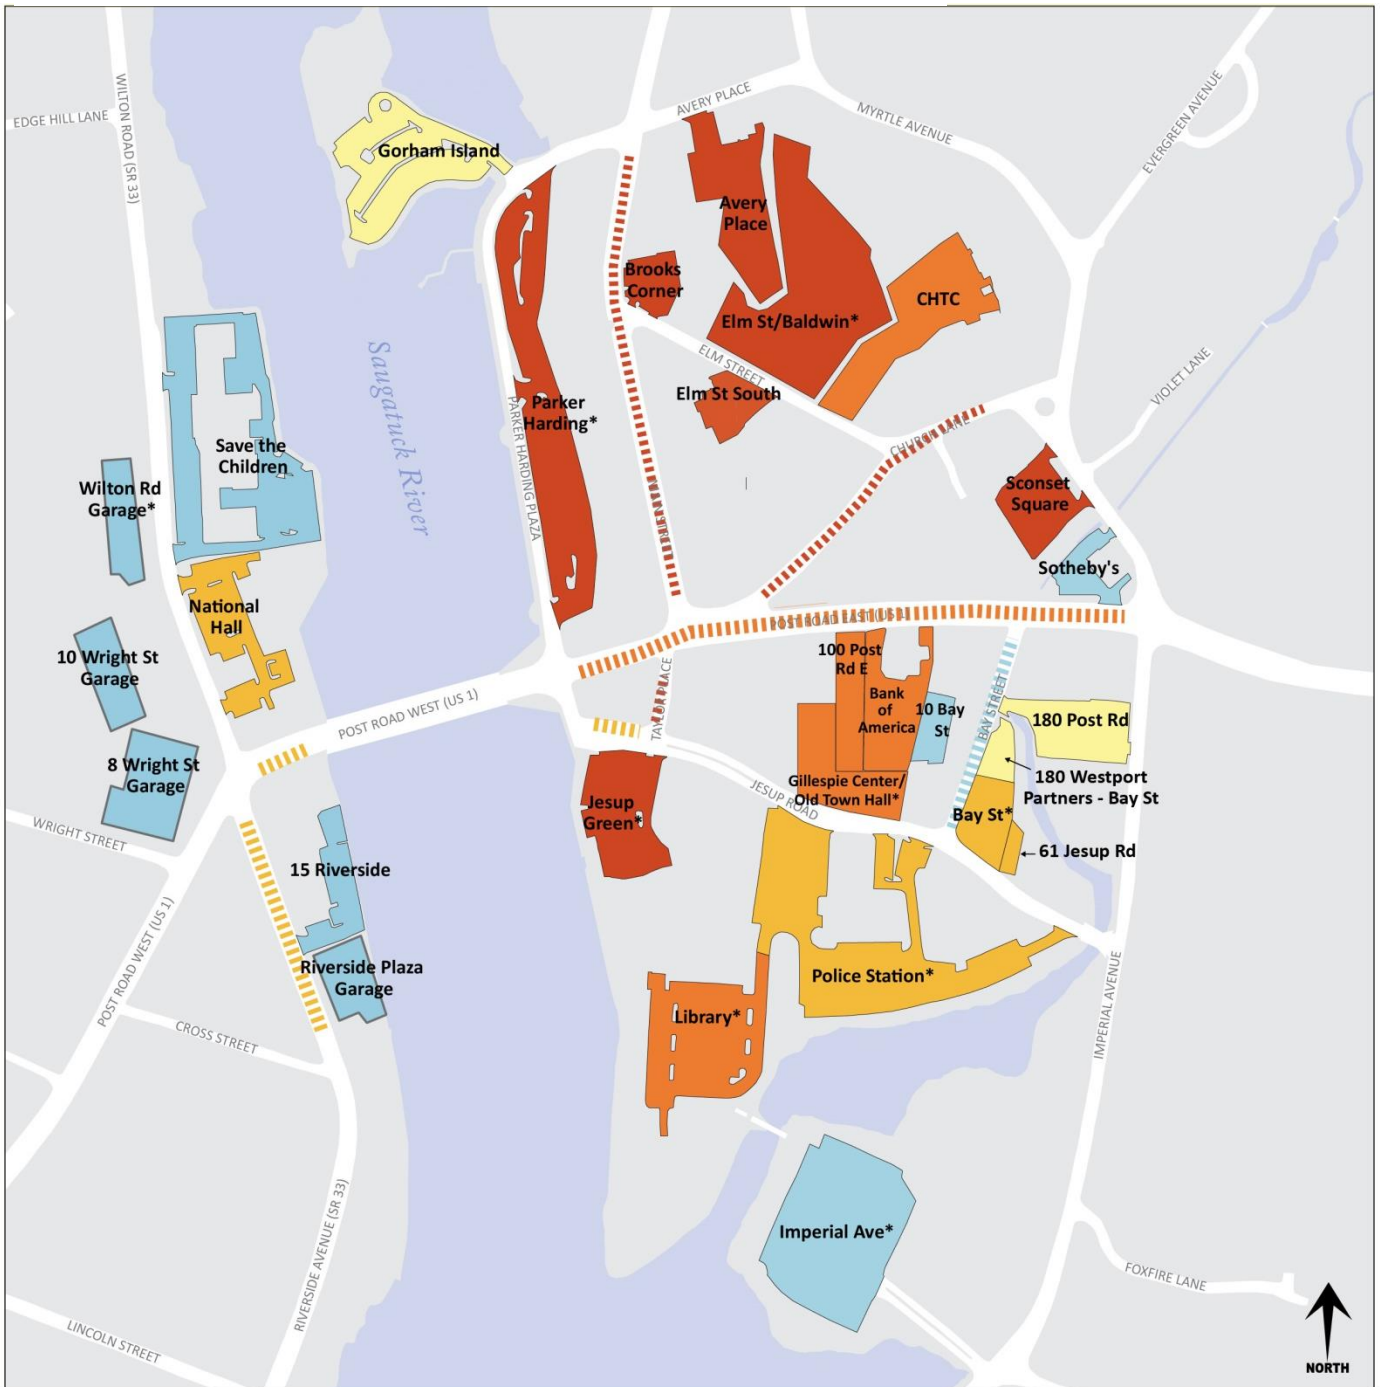 AVERY PLACE
MYRTLE AVENUE
EVERGREEN AVENUE
EDGE HILL LANE
WILTON ROAD (SR 33)
Gorham Island
Avery
Place
Brooks
Corner
CHTC
Elm St/Baldwin*
ELM STREET
VIOLET LANE
Saugatuck River
Elm St South
Parker
Harding*
PARKER HARDING PLAZA
CHURCH LANE
Save the
Children
Wilton Rd
Garage*
MAIN STREET
Sconset
Square
Sotheby's
National
Hall
POST ROAD EAST (US 1)
10 Wright St
Garage
100 Post
Rd E
TAYLOR PLACE
Bank
of
America
10 Bay
St
BAY STREET
180 Post Rd
POST ROAD WEST (US 1)
8 Wright St
Garage
Gillespie Center/
Old Town Hall*
180 Westport
Partners - Bay St
JESUP ROAD
Jesup
Green*
Bay St*
WRIGHT STREET
61 Jesup Rd
15 Riverside
POST ROAD WEST (US 1)
Riverside Plaza
Garage
Police Station*
IMPERIAL AVENUE
Library*
CROSS STREET
Imperial Ave*
RIVERSIDE AVENUE (SR 33)
FOXFIRE LANE
LINCOLN STREET
NORTH